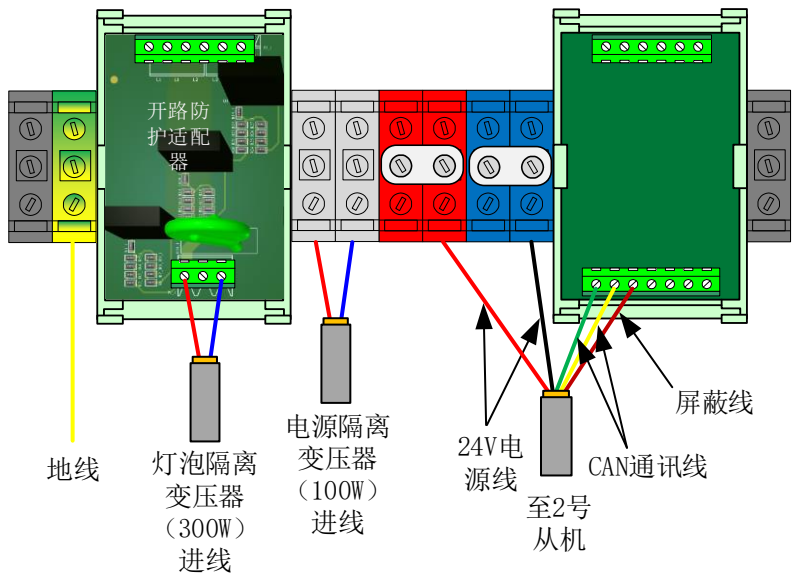 开路防
护适配
器
地线
灯泡隔离
变压器
（300W）
进线
电源隔离
变压器
（100W）
进线
24V电
源线
至2号
从机
CAN通讯线
屏蔽线